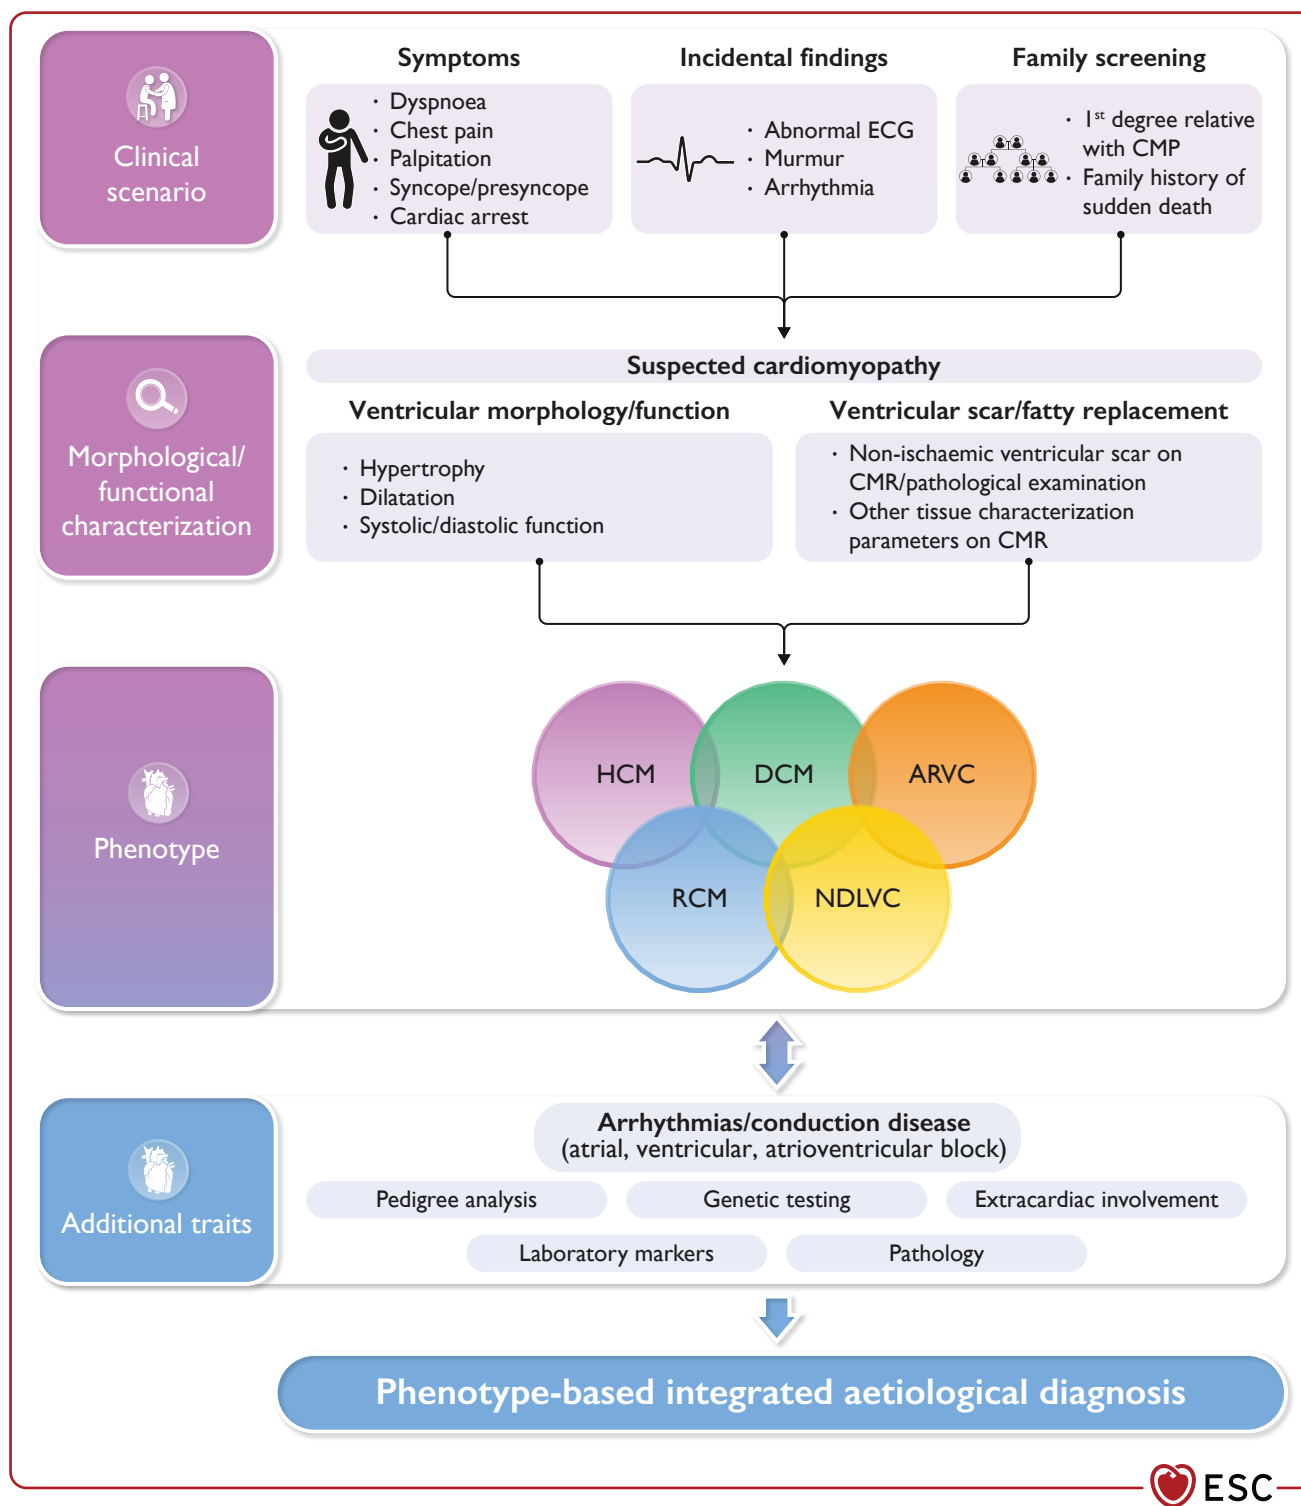 Clinical
scenario
Symptoms
· Dyspnoea
· Chest pain
· Palpitation
· Syncope/presyncope
· Cardiac arrest
Incidental findings
· Abnormal ECG
· Murmur
· Arrhythmia
Family screening
· 1st degree relative
with CMP
· Family history of
sudden death
Morphological/
functional
characterization
Suspected cardiomyopathy
Ventricular morphology/function
· Hypertrophy
· Dilatation
· Systolic/diastolic function
Ventricular scar/fatty replacement
· Non-ischaemic ventricular scar on
CMR/pathological examination
· Other tissue characterization
parameters on CMR
Phenotype
HCM
DCM
ARVC
RCM
NDLVC
Additional traits
Arrhythmias/conduction disease
(atrial, ventricular, atrioventricular block)
Pedigree analysis
Genetic testing
Extracardiac involvement
Laboratory markers
Pathology
Phenotype-based integrated aetiological diagnosis
ESC